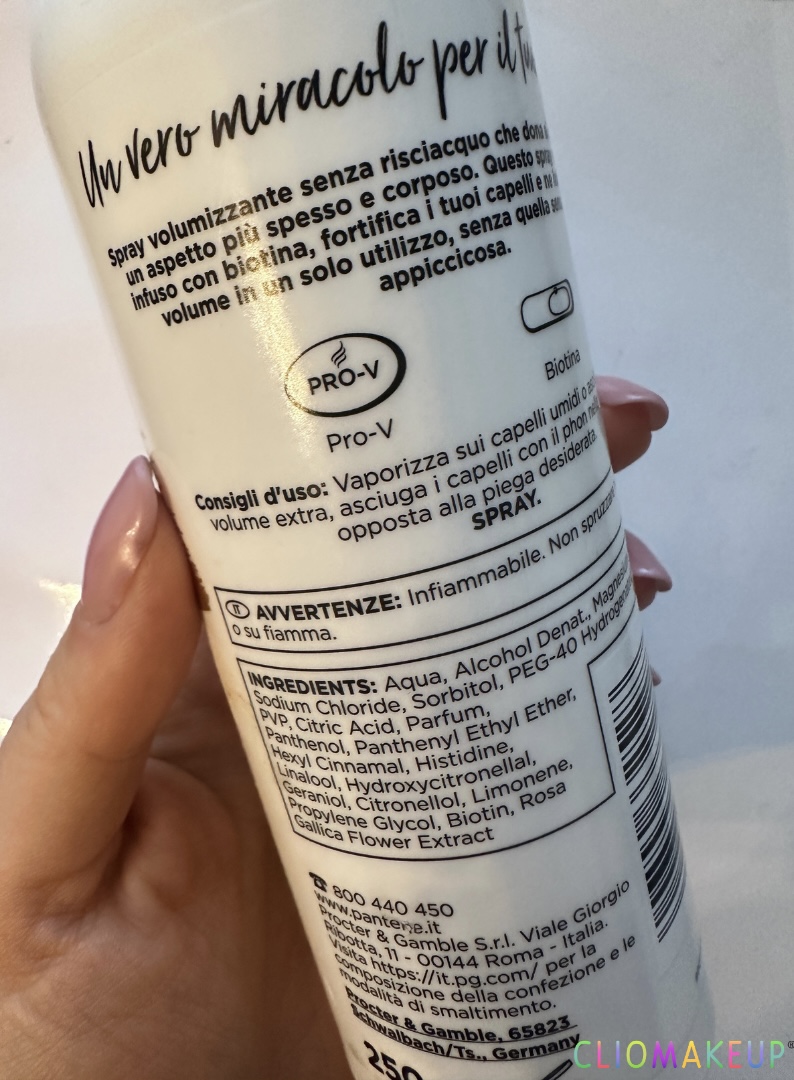 Un vero miracolo per il
Spray volumizzante senza risciacquo che dona
un aspetto più spesso e corposo. Questo
infuso con biotina, fortifica i tuoi capelli e
volume in un solo utilizzo, senza quella
appiccicosa.
PRO-V
Pro-V
Biotina
Consigli d'uso: Vaporizza sui capelli umidi o
volume extra, asciuga i capelli con il phon
opposta alla piega desiderata.
SPRAY.
IT AVVERTENZE: Infiammabile. Non
o su fiamma.
INGREDIENTS: Aqua, Alcohol Denat.,
Sodium Chloride, Sorbitol, PEG-40
PVP, Citric Acid, Parfum,
Panthenol, Panthenyl Ethyl Ether,
Hexyl Cinnamal, Histidine,
Linalool, Hydroxycitronellal,
Geraniol, Citronellol, Limonene,
Propylene Glycol, Biotin, Rosa
Gallica Flower Extract
800 440 450
www.pantene.it
Procter & Gamble S.r.l. Viale Giorgio
Ribotta, 11 - 00144 Roma - Italia.
Visita https://it.pg.com/ per la
composizione della confezione e le
modalità di smaltimento.
Procter & Gamble, 65823
Schwalbach/Ts., Germany
250
CLIOMAKEUP®